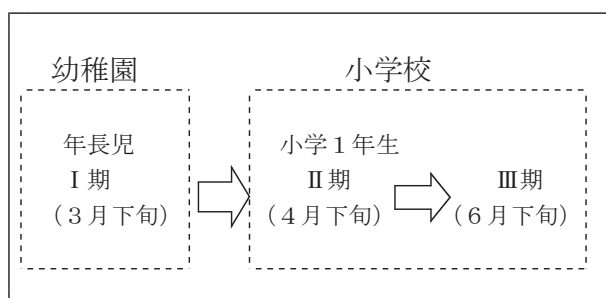 幼稚園
小学校
年長児
Ⅰ期
(3月下旬)
小学1年生
Ⅱ期
(4月下旬)
Ⅲ期
(6月下旬)